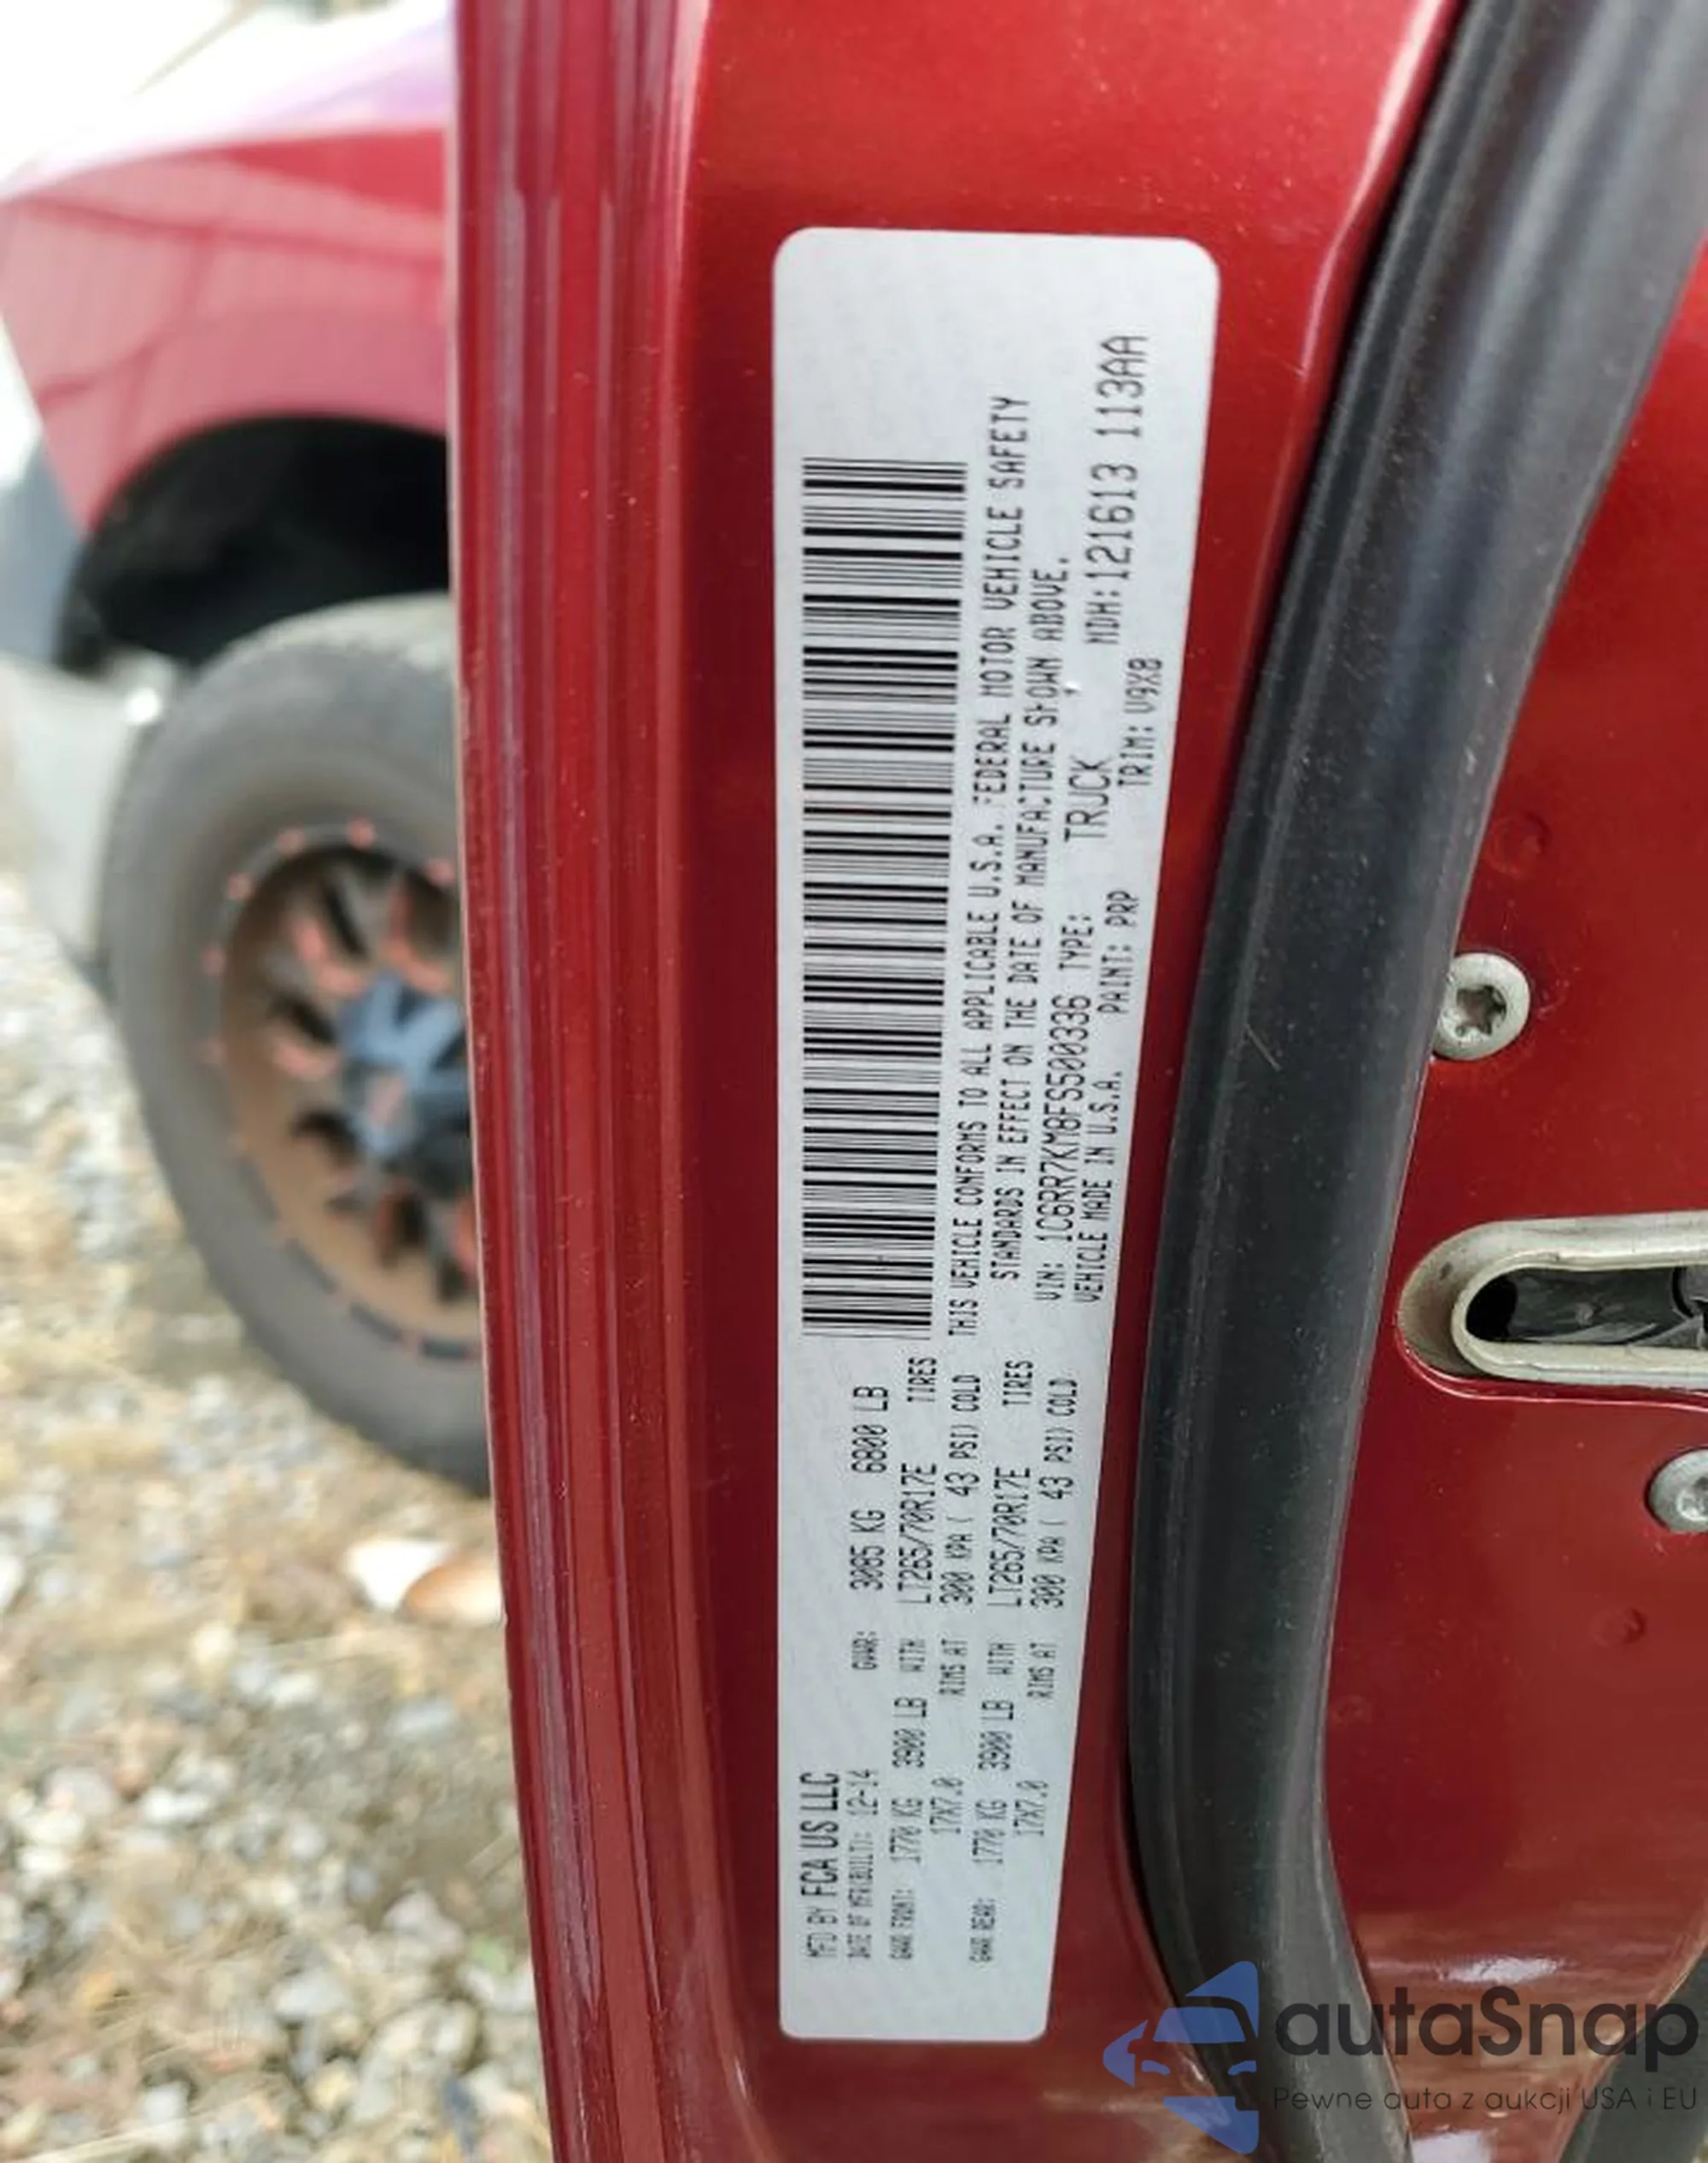 MFD BY FCA US LLC
DATE OF MFR(BUILT): 12-14 GVWR: 3085 KG 6800 LB
GAWR FRONT: 1770 KG 3900 LB WITH LT265/70R17E TIRES
17X7.0 RIMS AT 300 KPA ( 43 PSI) COLD
GAWR REAR: 1770 KG 3900 LB WITH LT265/70R17E TIRES
17X7.0 RIMS AT 300 KPA ( 43 PSI) COLD
THIS VEHICLE CONFORMS TO ALL APPLICABLE U.S.A. FEDERAL MOTOR VEHICLE SAFETY
STANDARDS IN EFFECT ON THE DATE OF MANUFACTURE SHOWN ABOVE.
VIN: 1C6RR7KM8FS500336 TYPE: TRUCK MDH:121613 113AA
VEHICLE MADE IN U.S.A. PAINT: PRP TRIM: V9X8
autaSnap
Pewne auta z aukcji USA i EU